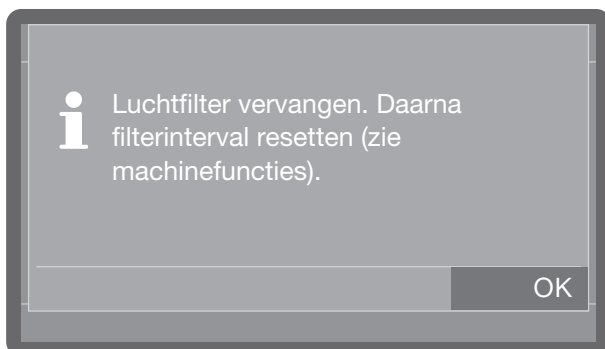 Luchtfilter vervangen. Daarna
filterinterval resetten (zie
machinefuncties).
OK